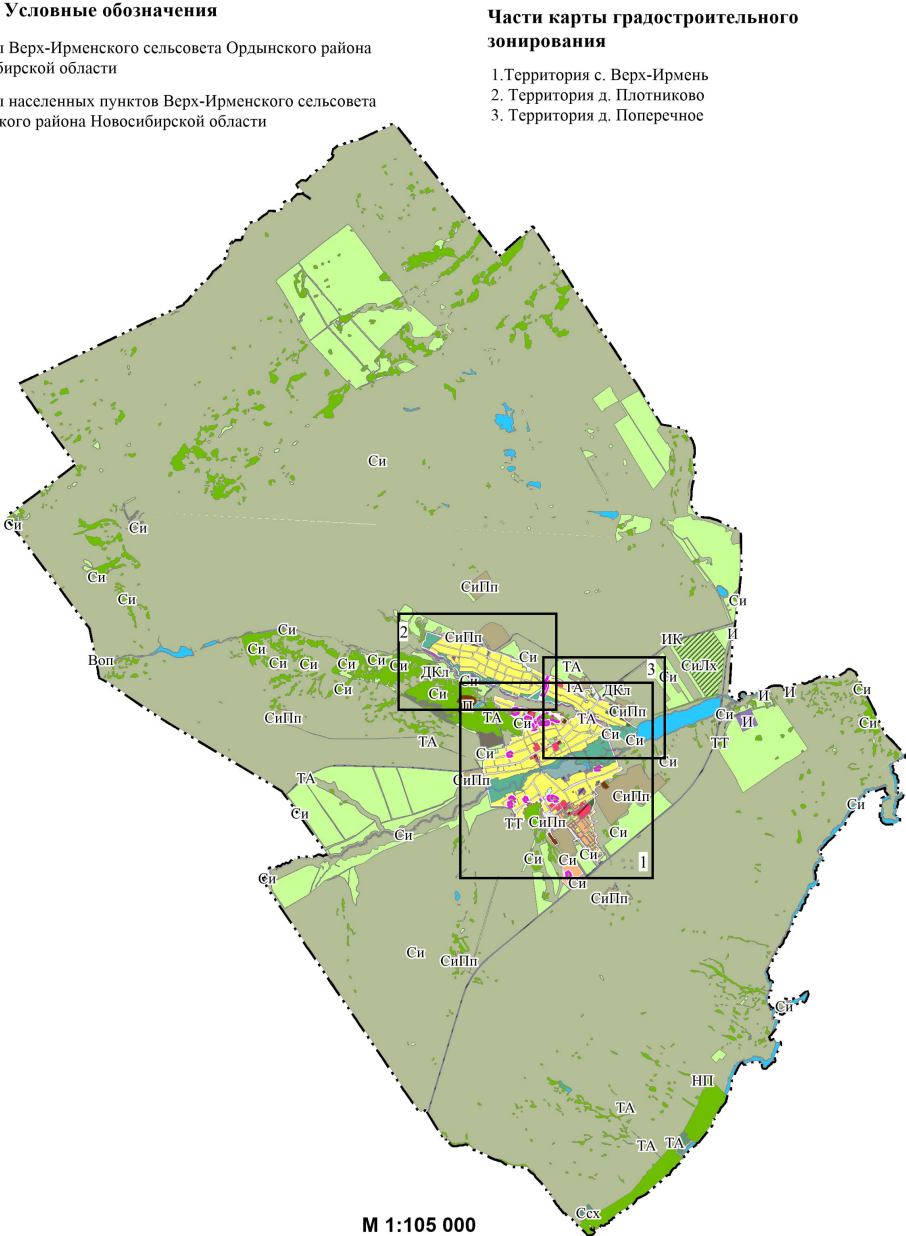 Условные обозначения
Верх-Ирменского сельсовета Ордынского района
области
населенных пунктов Верх-Ирменского сельсовета
района Новосибирской области
Части карты градостроительного
зонирования
1.Территория с. Верх-Ирмень
2. Территория д. Плотниково
3. Территория д. Поперечное
Си
Си
Си
Си
Си
СиПп
Си
Си
Воп
Си
Си
Си
Си
Си
Си
Си
Си
2
СиПп
Си
ДКл
Си
Си
ТА
ТА
ДКл
3
ИК
И
СиЛх
Си
П
ТА
Си
ТА
СиПп
Си
Си
Си
И
И
И
ТТ
Си
Си
СиПп
ТА
Си
СиПп
Си
ТА
Си
Си
Си
СиПп
ТТ
СиПп
Си
Си
Си
Си
1
Си
СиПп
Си
Си
СиПп
Си
НП
ТА
ТА
ТА
Ссх
М 1:105 000